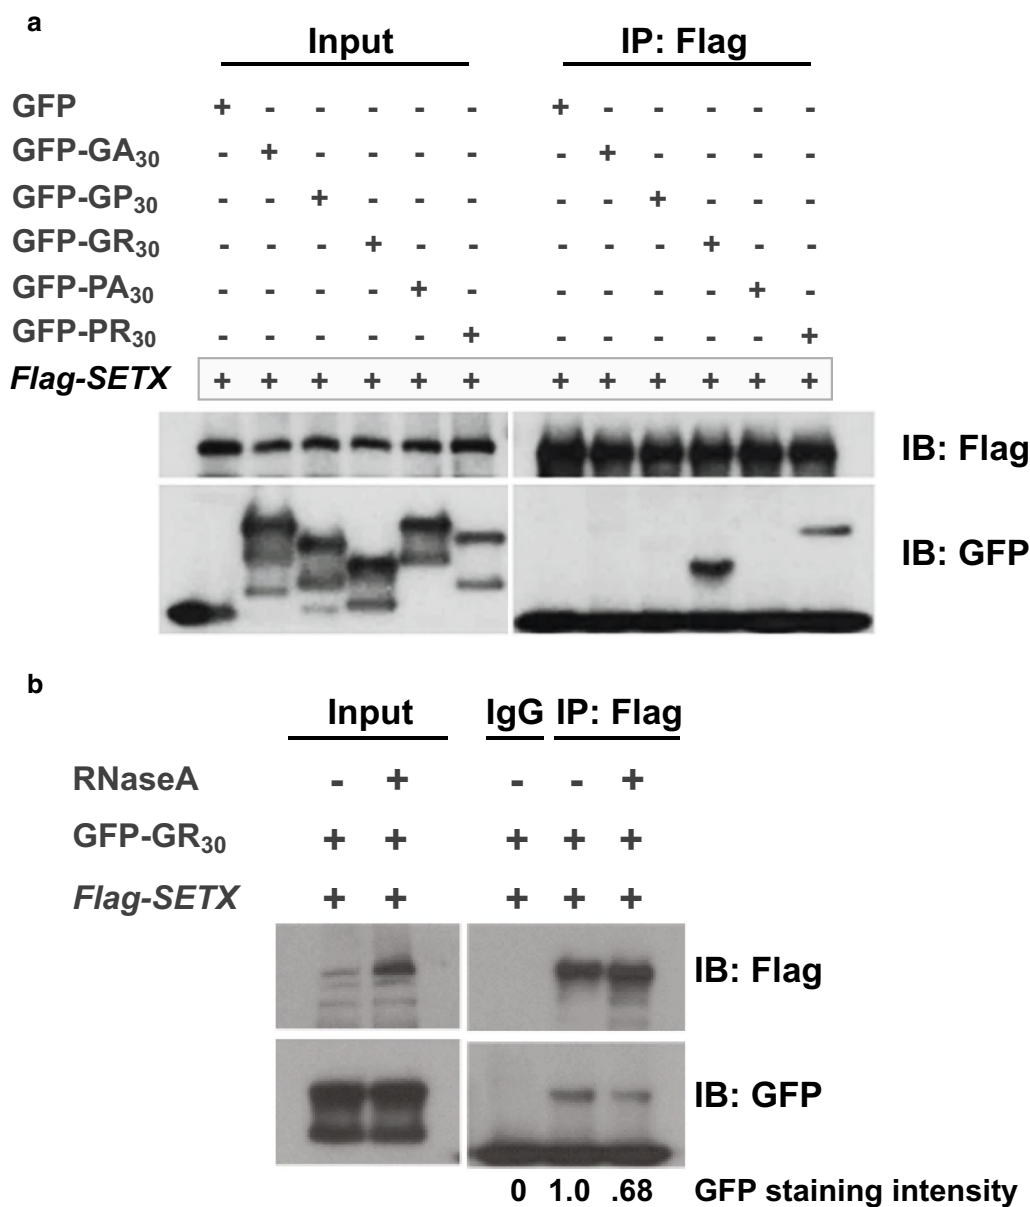 a
Input IP: Flag
GFP + - - - - - + - - - - -
GFP-GA30 - + - - - - - + - - - -
GFP-GP30 - - + - - - - - + - - -
GFP-GR30 - - - + - - - - - + - -
GFP-PA30 - - - - + - - - - - + -
GFP-PR30 - - - - - + - - - - - +
Flag-SETX + + + + + + + + + + + +
IB: Flag
IB: GFP
b
Input IgG IP: Flag
RNaseA - + - - +
GFP-GR30 + + + + +
Flag-SETX + + + + +
IB: Flag
IB: GFP
0 1.0 .68 GFP staining intensity